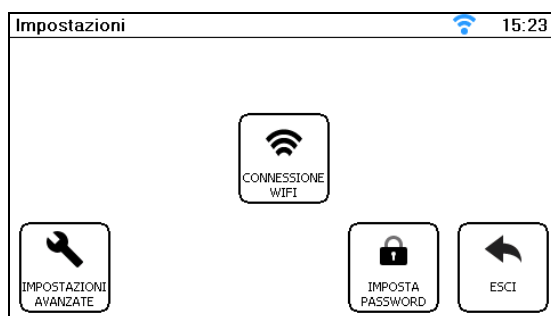 Impostazioni 15:23
CONNESSIONE
WIFI
IMPOSTAZIONI
AVANZATE
IMPOSTA
PASSWORD
ESCI